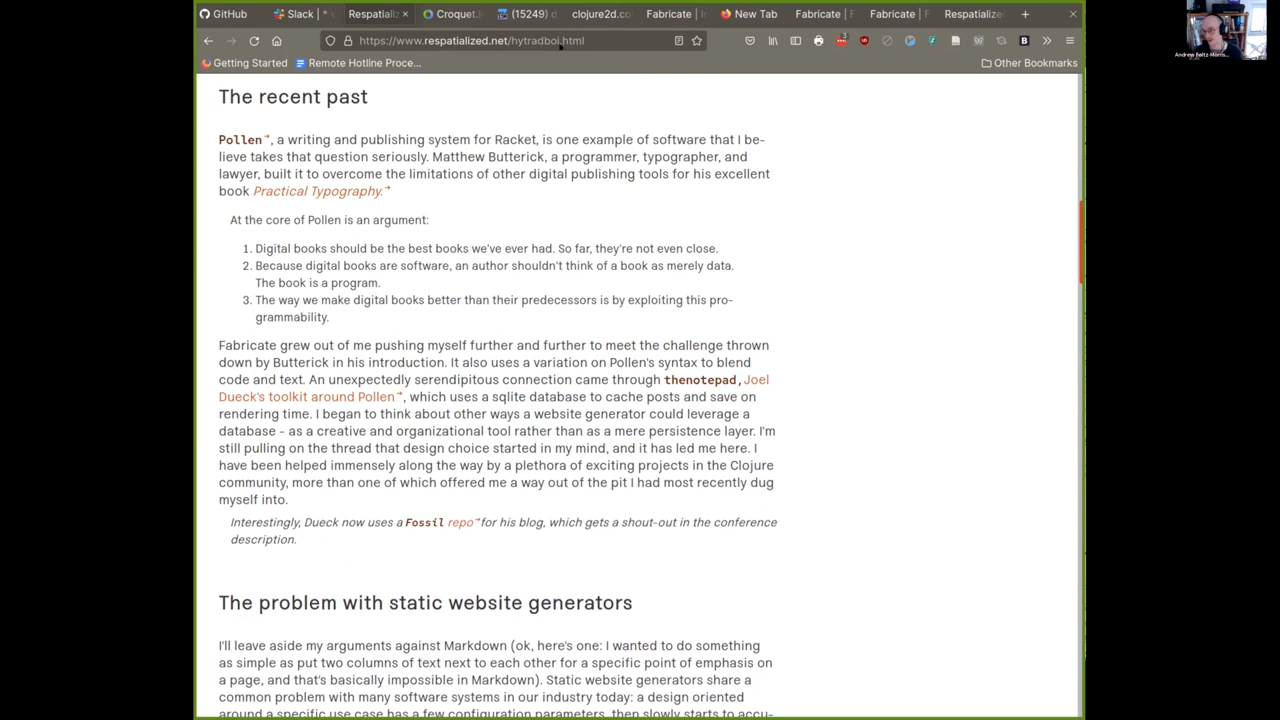 GitHub
Slack | *
Respatializ
Croquet.i
(15249) d
clojure2d.co
Fabricate | I
New Tab
Fabricate | F
Fabricate | F
Respatialize
https://www.respatialized.net/hytradboi.html
Getting Started
Remote Hotline Proce...
Other Bookmarks
The recent past
Pollen, a writing and publishing system for Racket, is one example of software that I be-
lieve takes that question seriously. Matthew Butterick, a programmer, typographer, and
lawyer, built it to overcome the limitations of other digital publishing tools for his excellent
book Practical Typography.
At the core of Pollen is an argument:
1. Digital books should be the best books we've ever had. So far, they're not even close.
2. Because digital books are software, an author shouldn't think of a book as merely data.
The book is a program.
3. The way we make digital books better than their predecessors is by exploiting this pro-
grammability.
Fabricate grew out of me pushing myself further and further to meet the challenge thrown
down by Butterick in his introduction. It also uses a variation on Pollen's syntax to blend
code and text. An unexpectedly serendipitous connection came through thenotepad, Joel
Dueck's toolkit around Pollen, which uses a sqlite database to cache posts and save on
rendering time. I began to think about other ways a website generator could leverage a
database - as a creative and organizational tool rather than as a mere persistence layer. I'm
still pulling on the thread that design choice started in my mind, and it has led me here. I
have been helped immensely along the way by a plethora of exciting projects in the Clojure
community, more than one of which offered me a way out of the pit I had most recently dug
myself into.
Interestingly, Dueck now uses a Fossil repo for his blog, which gets a shout-out in the conference
description.
The problem with static website generators
I'll leave aside my arguments against Markdown (ok, here's one: I wanted to do something
as simple as put two columns of text next to each other for a specific point of emphasis on
a page, and that's basically impossible in Markdown). Static website generators share a
common problem with many software systems in our industry today: a design oriented
around a specific use case has a few configuration parameters, then slowly starts to accu-